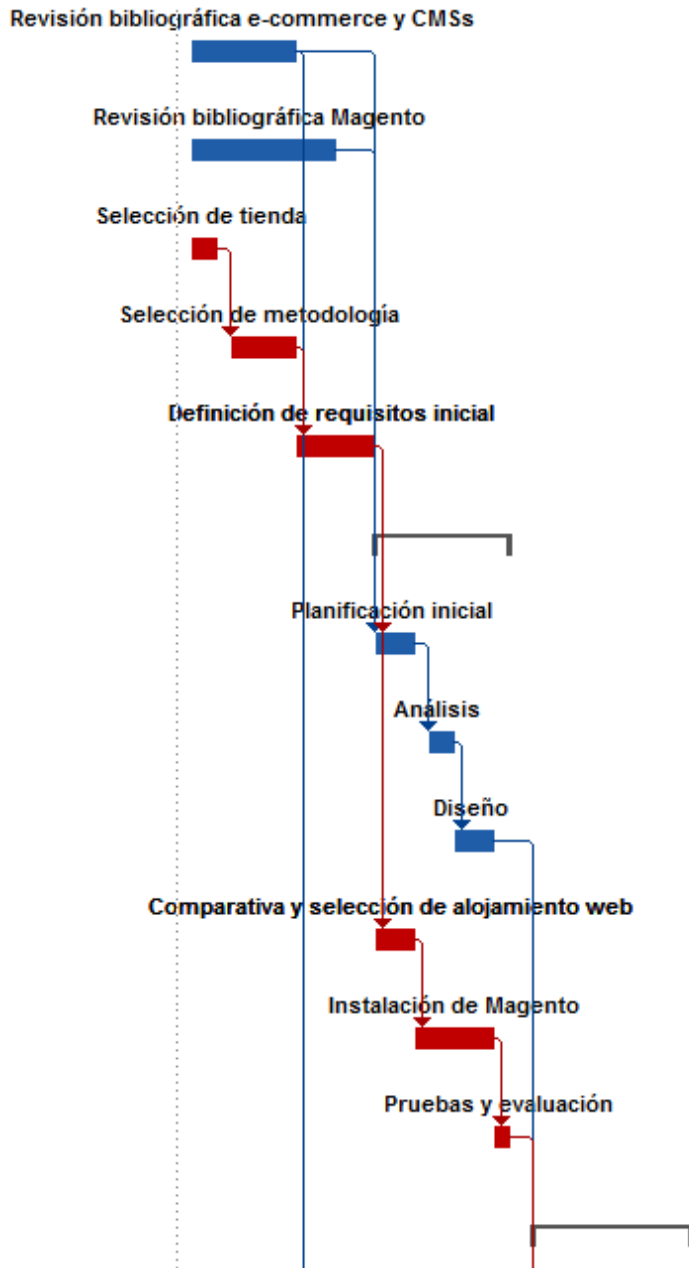 Revisión bibliográfica e-commerce y CMSs
Revisión bibliográfica Magento
Selección de tienda
Selección de metodología
Definición de requisitos inicial
Planificación inicial
Análisis
Diseño
Comparativa y selección de alojamiento web
Instalación de Magento
Pruebas y evaluación